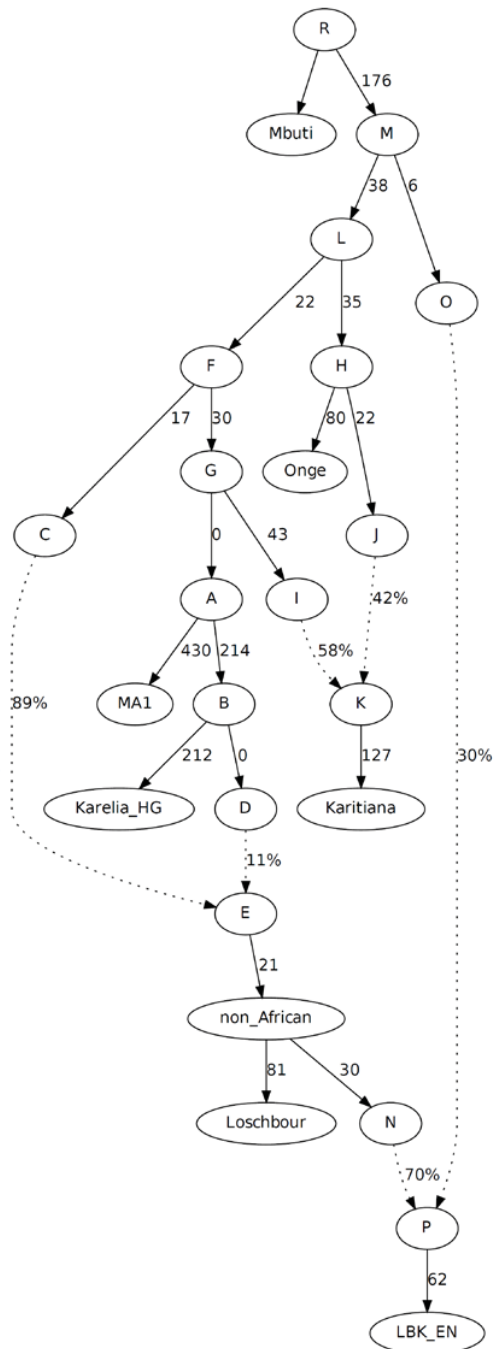 R
176
Mbuti
M
38
6
L
22
35
O
F
H
17
30
80
22
G
Onge
C
0
43
J
A
I
42%
430
214
58%
89%
MA1
B
K
30%
212
0
127
Karelia_HG
D
Karitiana
11%
E
21
non_African
81
30
Loschbour
N
70%
P
62
LBK_EN